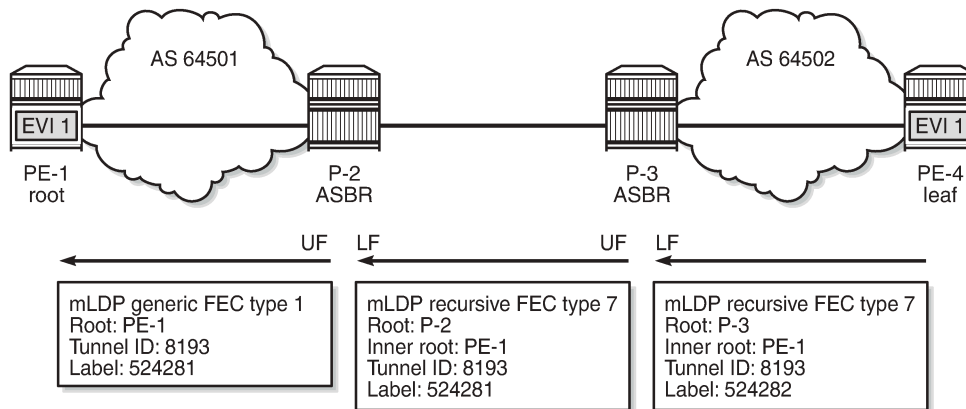 AS 64501
AS 64502
EVI 1
EVI 1
PE-1
root
P-2
ASBR
P-3
ASBR
PE-4
leaf
UF
LF
UF
LF
mLDP generic FEC type 1
Root: PE-1
Tunnel ID: 8193
Label: 524281
mLDP recursive FEC type 7
Root: P-2
Inner root: PE-1
Tunnel ID: 8193
Label: 524281
mLDP recursive FEC type 7
Root: P-3
Inner root: PE-1
Tunnel ID: 8193
Label: 524282